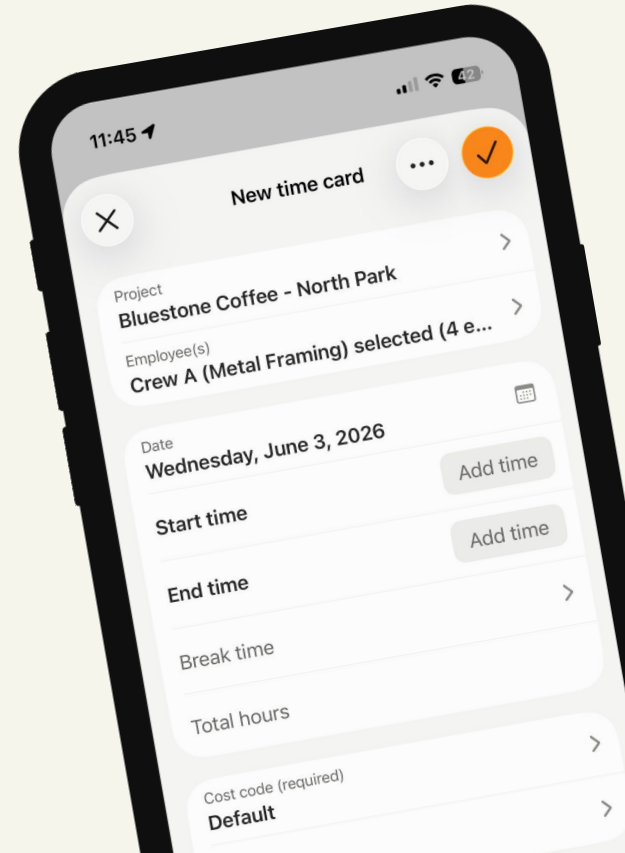 11:45
42
New time card
Project
Bluestone Coffee - North Park
Employee(s)
Crew A (Metal Framing) selected (4 e...
Date
Wednesday, June 3, 2026
Start time
Add time
End time
Add time
Break time
Total hours
Cost code (required)
Default